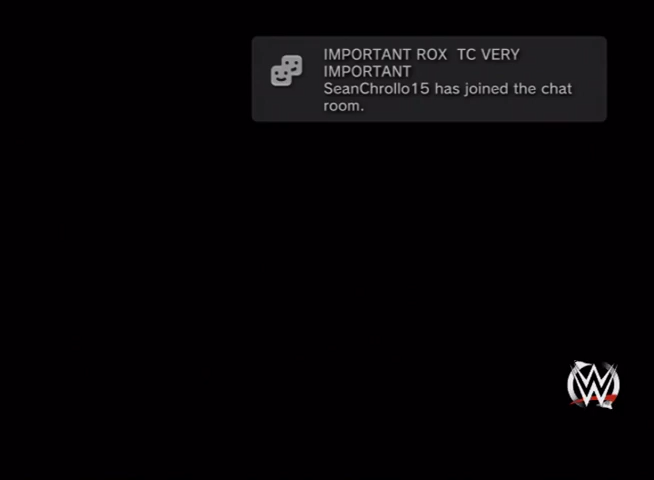 IMPORTANT ROX  TC VERY
IMPORTANT
SeanChrollo15 has joined the chat
room.
W